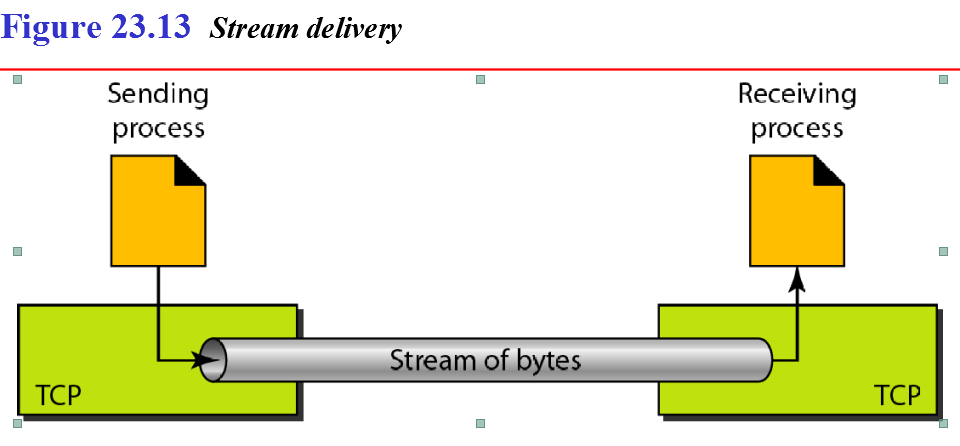 Figure 23.13 Stream delivery
Sending
process
Receiving
process
Stream of bytes
TCP
TCP